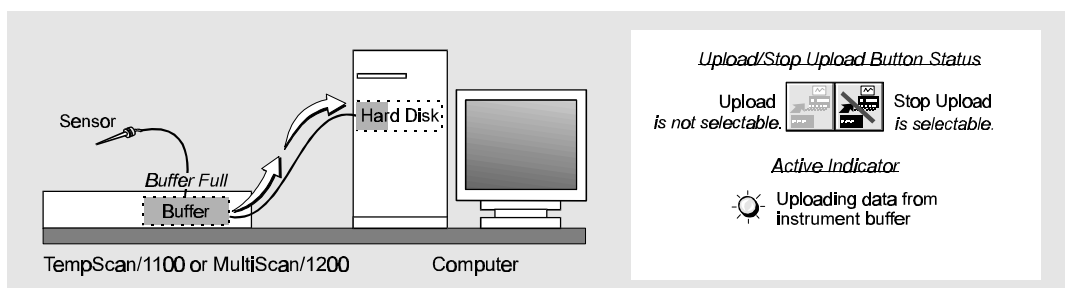 Sensor
Buffer Full
Buffer
Hard Disk
TempScan/1100 or MultiScan/1200
Computer
Upload/Stop Upload Button Status
Upload
is not selectable.
Stop Upload
is selectable.
Active Indicator
Uploading data from
instrument buffer